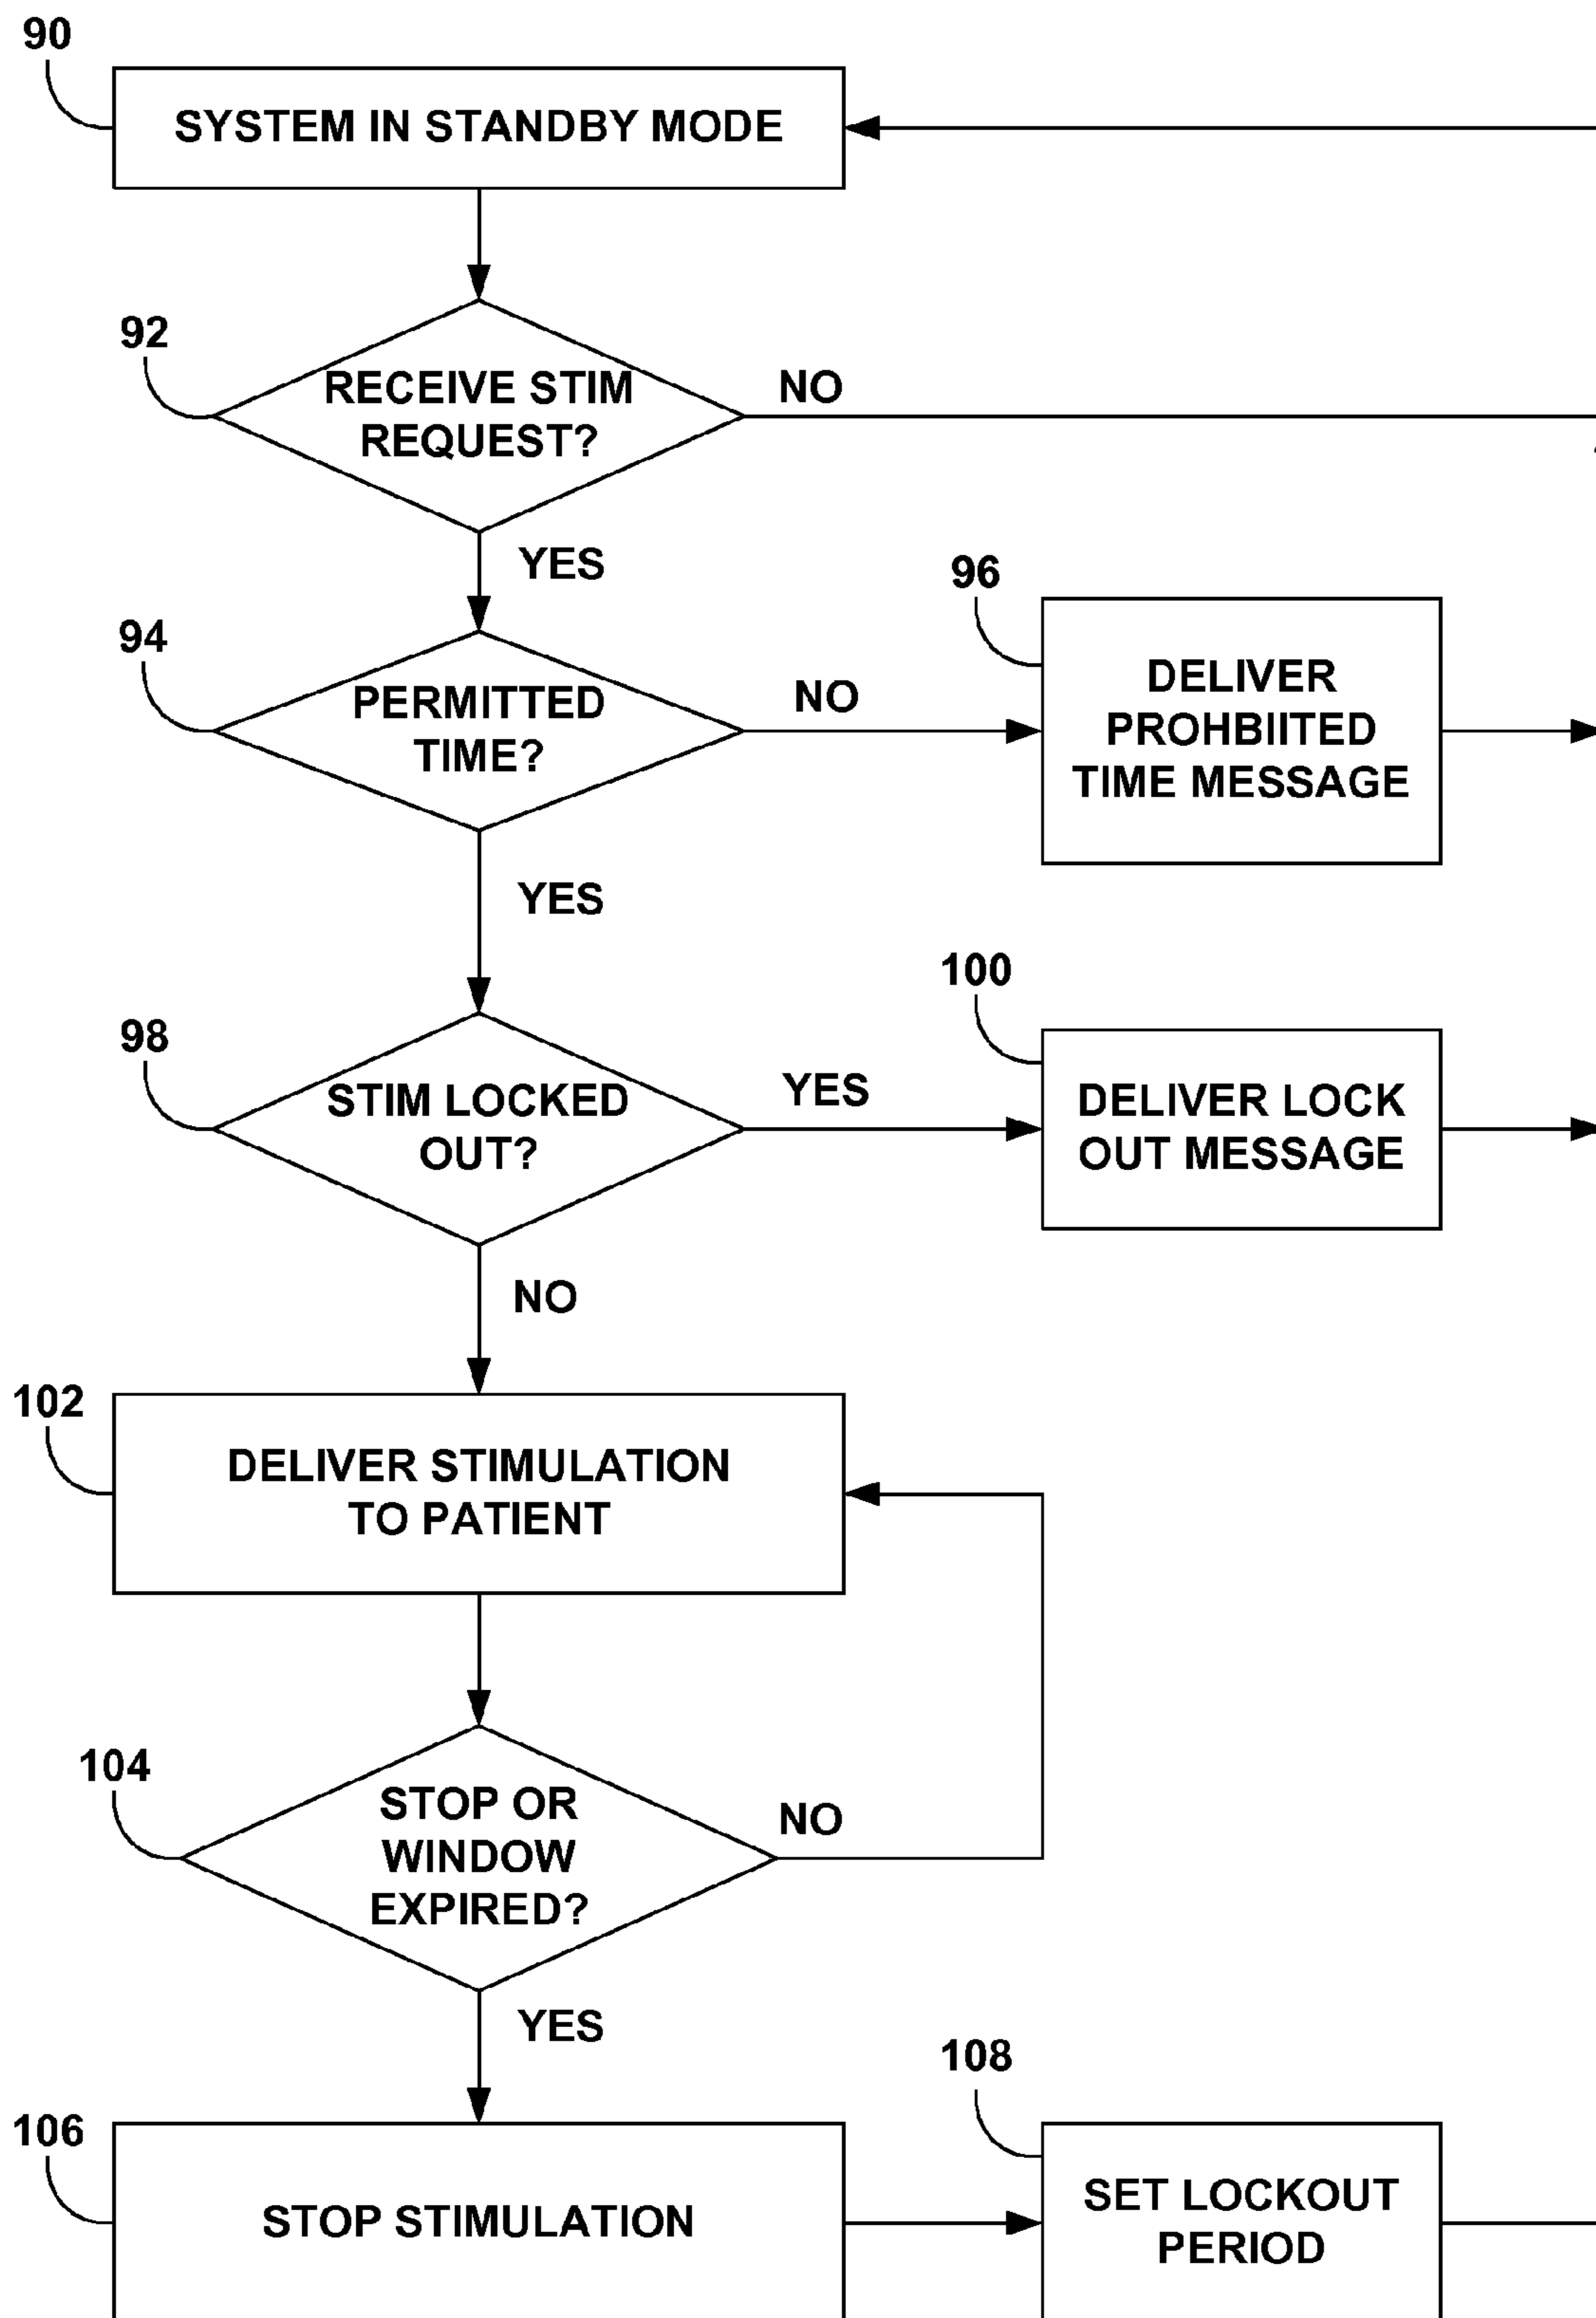 90
SYSTEM IN STANDBY MODE
92
RECEIVE STIM
REQUEST?
NO
YES
94
PERMITTED
TIME?
NO
96
DELIVER
PROHBIITED
TIME MESSAGE
YES
98
STIM LOCKED
OUT?
YES
100
DELIVER LOCK
OUT MESSAGE
NO
102
DELIVER STIMULATION
TO PATIENT
104
STOP OR
WINDOW
EXPIRED?
NO
YES
106
STOP STIMULATION
108
SET LOCKOUT
PERIOD